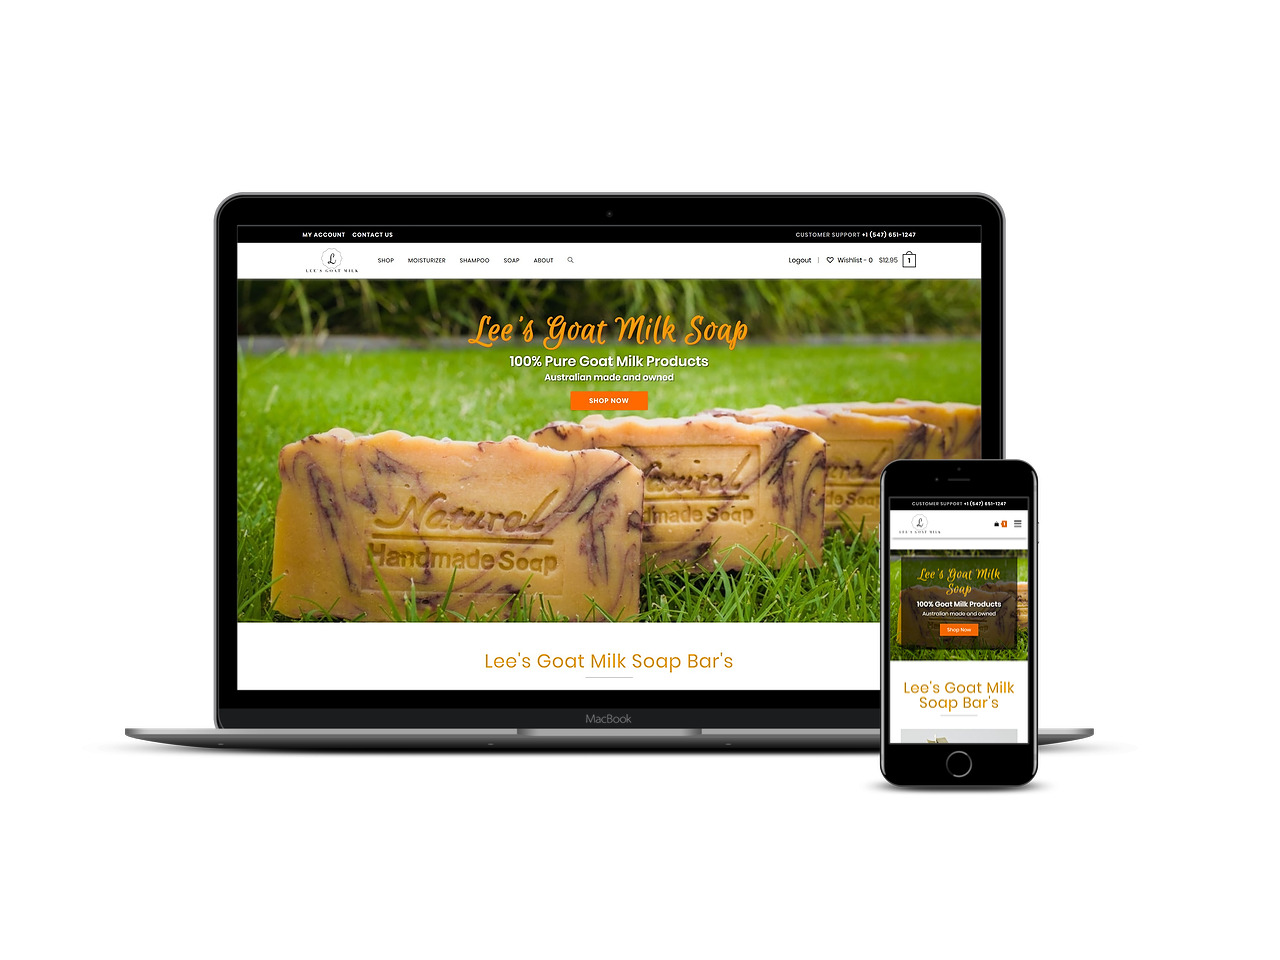 MY ACCOUNT CONTACT US CUSTOMER SUPPORT +1 (547) 651-1247
L
LEE'S GOAT MILK
SHOP MOISTURIZER SHAMPOO SOAP ABOUT Logout | Wishlist - 0 $12.95 1
Lee's Goat Milk Soap
100% Pure Goat Milk Products
Australian made and owned
SHOP NOW
Natural
Handmade Soap
Natural
dmade Soap
Lee's Goat Milk Soap Bar's
MacBook
CUSTOMER SUPPORT +1 (547) 651-1247
L
LEE'S GOAT MILK
Lee's Goat Milk
Soap
100% Goat Milk Products
Australian made and owned
Shop Now
Lee's Goat Milk
Soap Bar's